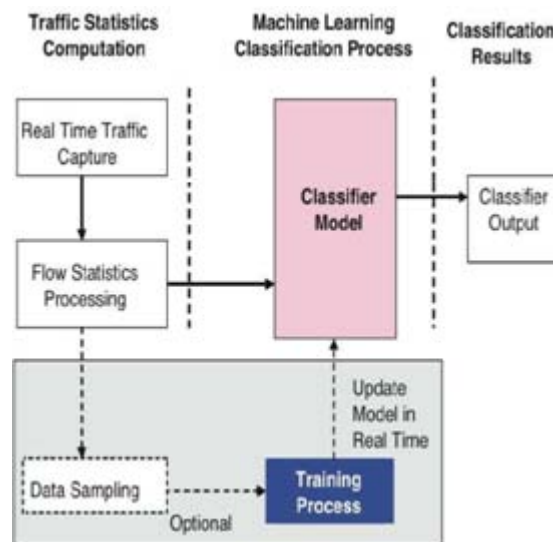 Traffic Statistics
Computation
Machine Learning
Classification Process
Classification
Results
Real Time Traffic
Capture
Flow Statistics
Processing
Classifier
Model
Classifier
Output
Update
Model in
Real Time
Data Sampling
Optional
Training
Process